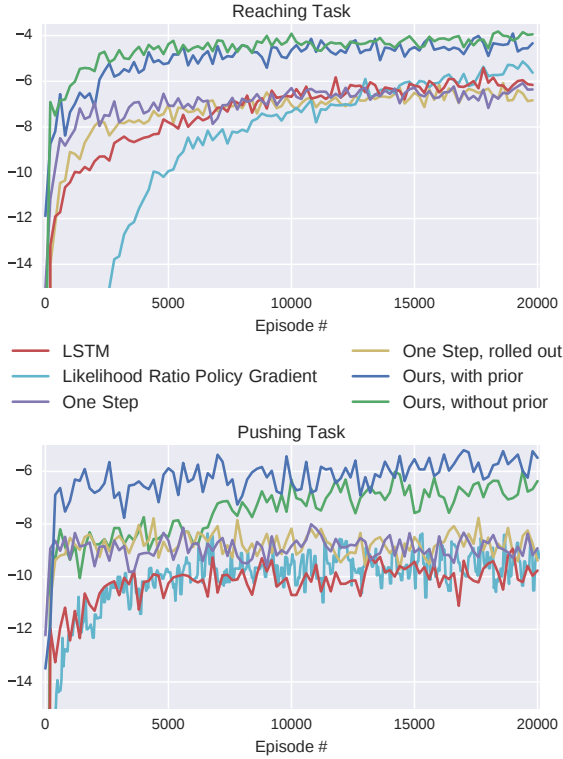 Reaching Task
−4
−6
−8
−10
−12
−14
0 5000 10000 15000 20000
Episode #
LSTM
Likelihood Ratio Policy Gradient
One Step
One Step, rolled out
Ours, with prior
Ours, without prior
Pushing Task
−6
−8
−10
−12
−14
0 5000 10000 15000 20000
Episode #